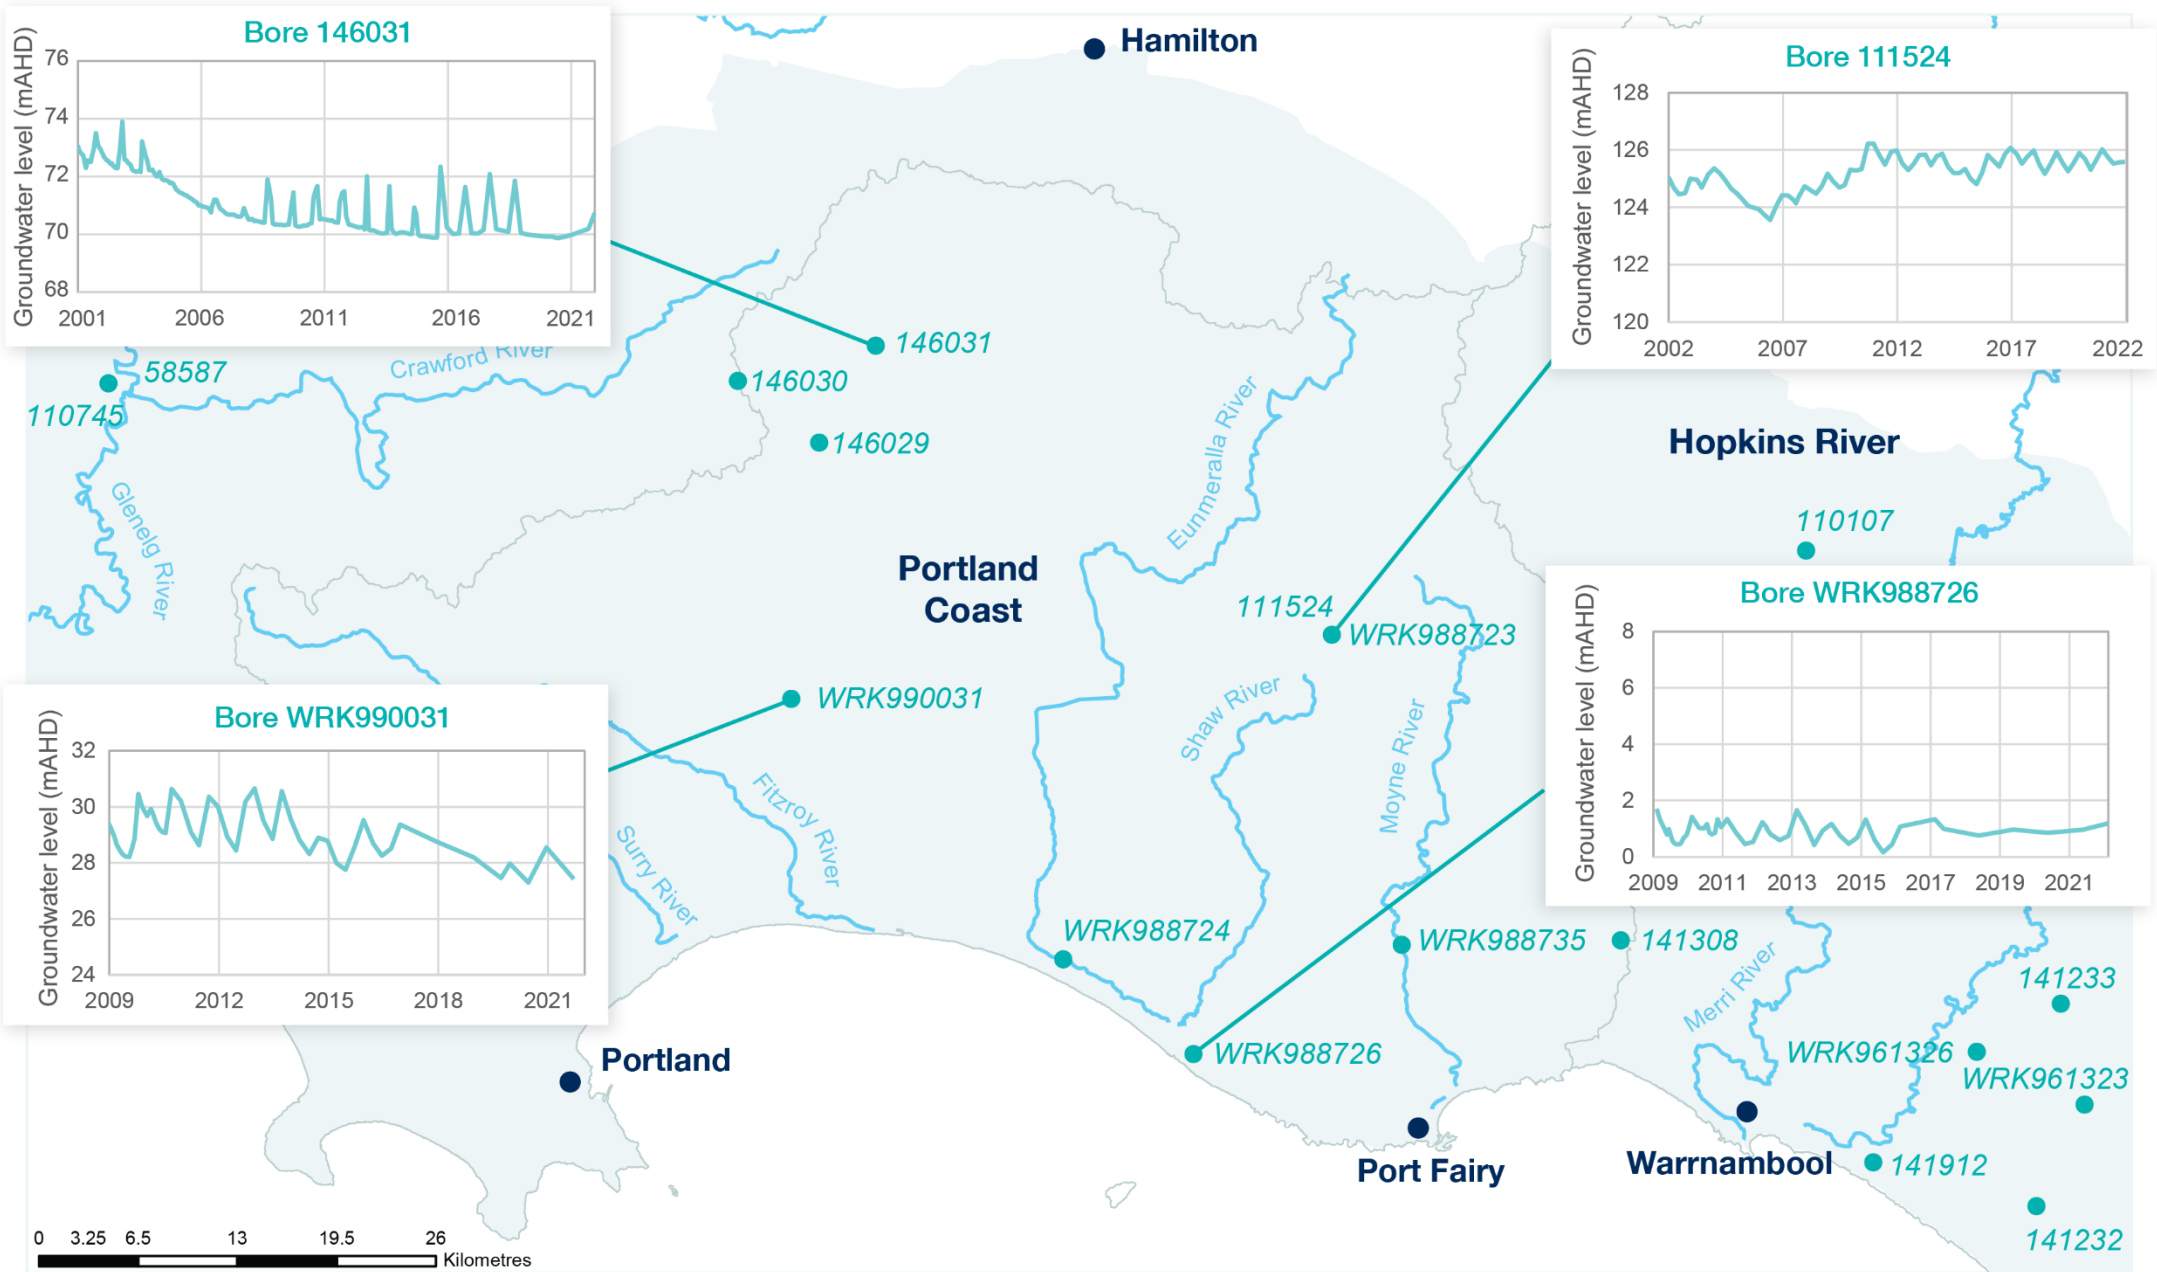 Bore 146031
Groundwater level (mAHD)
76
74
72
70
68
2001 2006 2011 2016 2021
Hamilton
Bore 111524
Groundwater level (mAHD)
128
126
124
122
120
2002 2007 2012 2017 2022
58587
110745
Crawford River
146031
146030
146029
Glenelg River
Eunmeralla River
Hopkins River
110107
Portland
Coast
111524
WRK988723
WRK990031
Shaw River
Moyne River
Fitzroy River
Surry River
Bore WRK990031
Groundwater level (mAHD)
32
30
28
26
24
2009 2012 2015 2018 2021
Bore WRK988726
Groundwater level (mAHD)
8
6
4
2
0
2009 2011 2013 2015 2017 2019 2021
WRK988724
WRK988735
141308
Merri River
141233
WRK988726
WRK961326
WRK961323
Portland
Port Fairy
Warrnambool
141912
141232
0 3.25 6.5 13 19.5 26
Kilometres